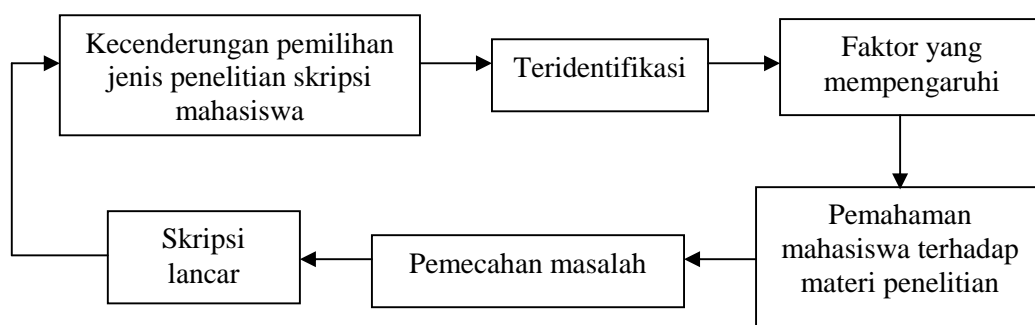 Kecenderungan pemilihan
jenis penelitian skripsi
mahasiswa
Teridentifikasi
Faktor yang
mempengaruhi
Pemahaman
mahasiswa terhadap
materi penelitian
Pemecahan masalah
Skripsi
lancar